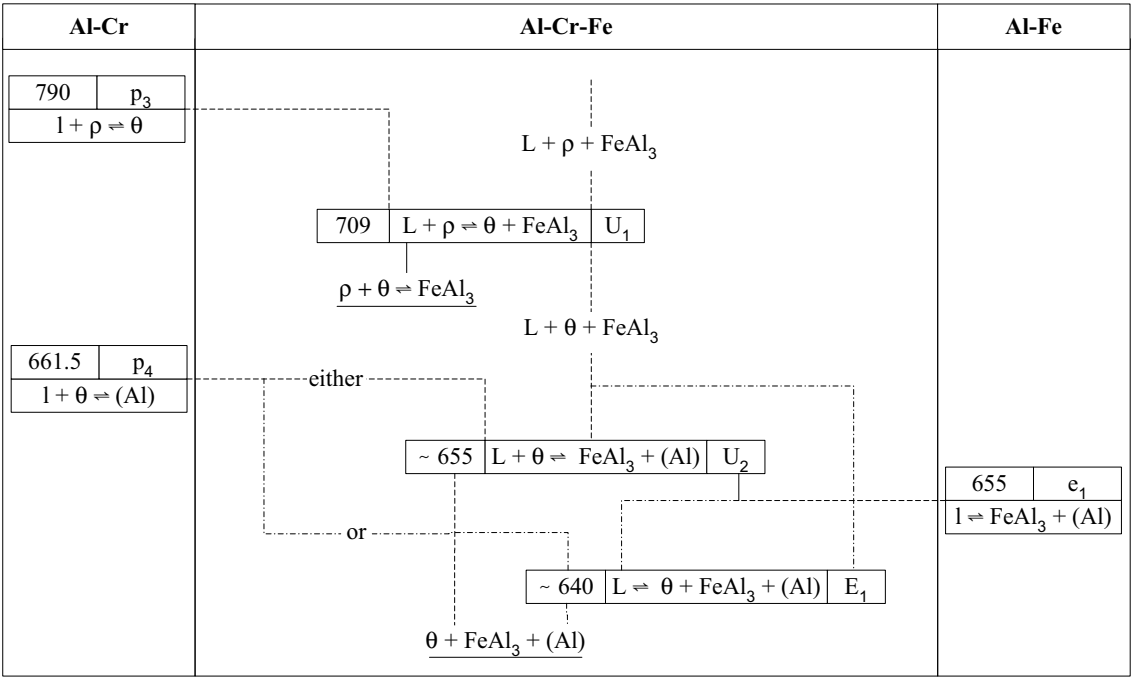 Al-Cr
Al-Cr-Fe
Al-Fe
790 p₃
l + ρ ⇌ θ
L + ρ + FeAl₃
709 L + ρ ⇌ θ + FeAl₃ U₁
ρ + θ ⇌ FeAl₃
L + θ + FeAl₃
661.5 p₄
l + θ ⇌ (Al)
either
~ 655 L + θ ⇌ FeAl₃ + (Al) U₂
655 e₁
l ⇌ FeAl₃ + (Al)
or
~ 640 L ⇌ θ + FeAl₃ + (Al) E₁
θ + FeAl₃ + (Al)